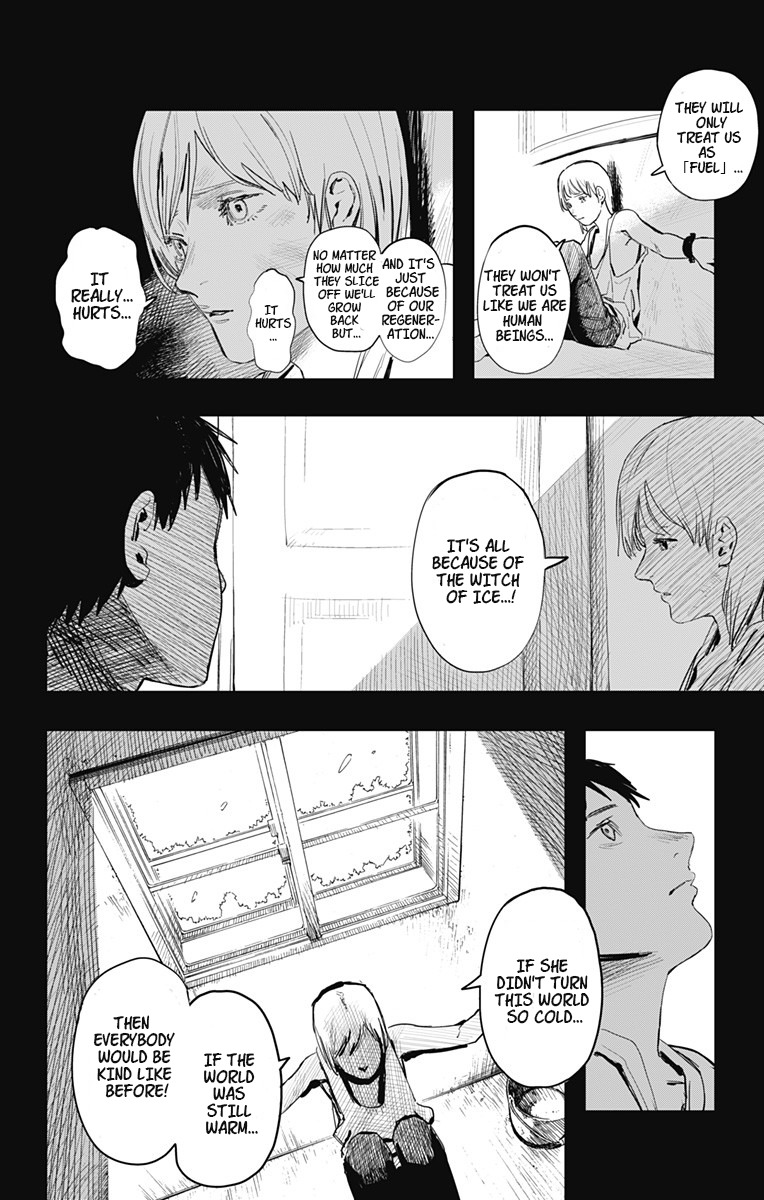 THEY WILL
ONLY
TREAT US
AS
「FUEL」...
THEY WON'T
TREAT US
LIKE WE ARE
HUMAN
BEINGS...
AND IT'S
JUST
BECAUSE
OF OUR
REGENER-
ATION...
NO MATTER
HOW MUCH
THEY SLICE
OFF WE'LL
GROW
BACK
BUT...
IT
HURTS
...
IT
REALLY...
HURTS...
IT'S ALL
BECAUSE OF
THE WITCH
OF ICE...!
IF SHE
DIDN'T TURN
THIS WORLD
SO COLD...
IF THE
WORLD
WAS
STILL
WARM...
THEN
EVERYBODY
WOULD BE
KIND LIKE
BEFORE!